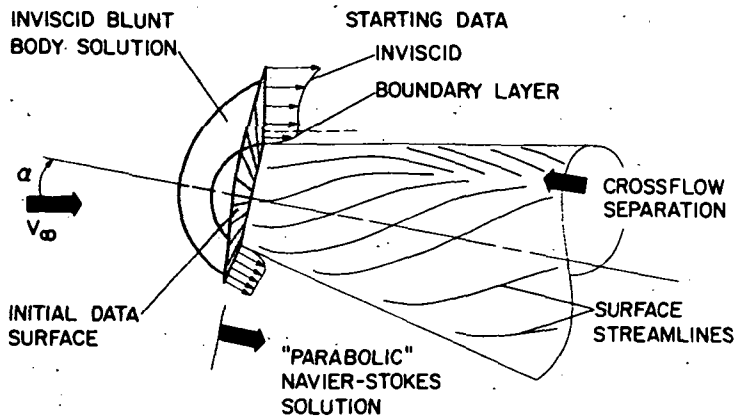 INVISCID BLUNT
BODY SOLUTION
STARTING DATA
INVISCID
BOUNDARY LAYER
α
V∞
CROSSFLOW
SEPARATION
INITIAL DATA
SURFACE
SURFACE
STREAMLINES
"PARABOLIC"
NAVIER-STOKES
SOLUTION